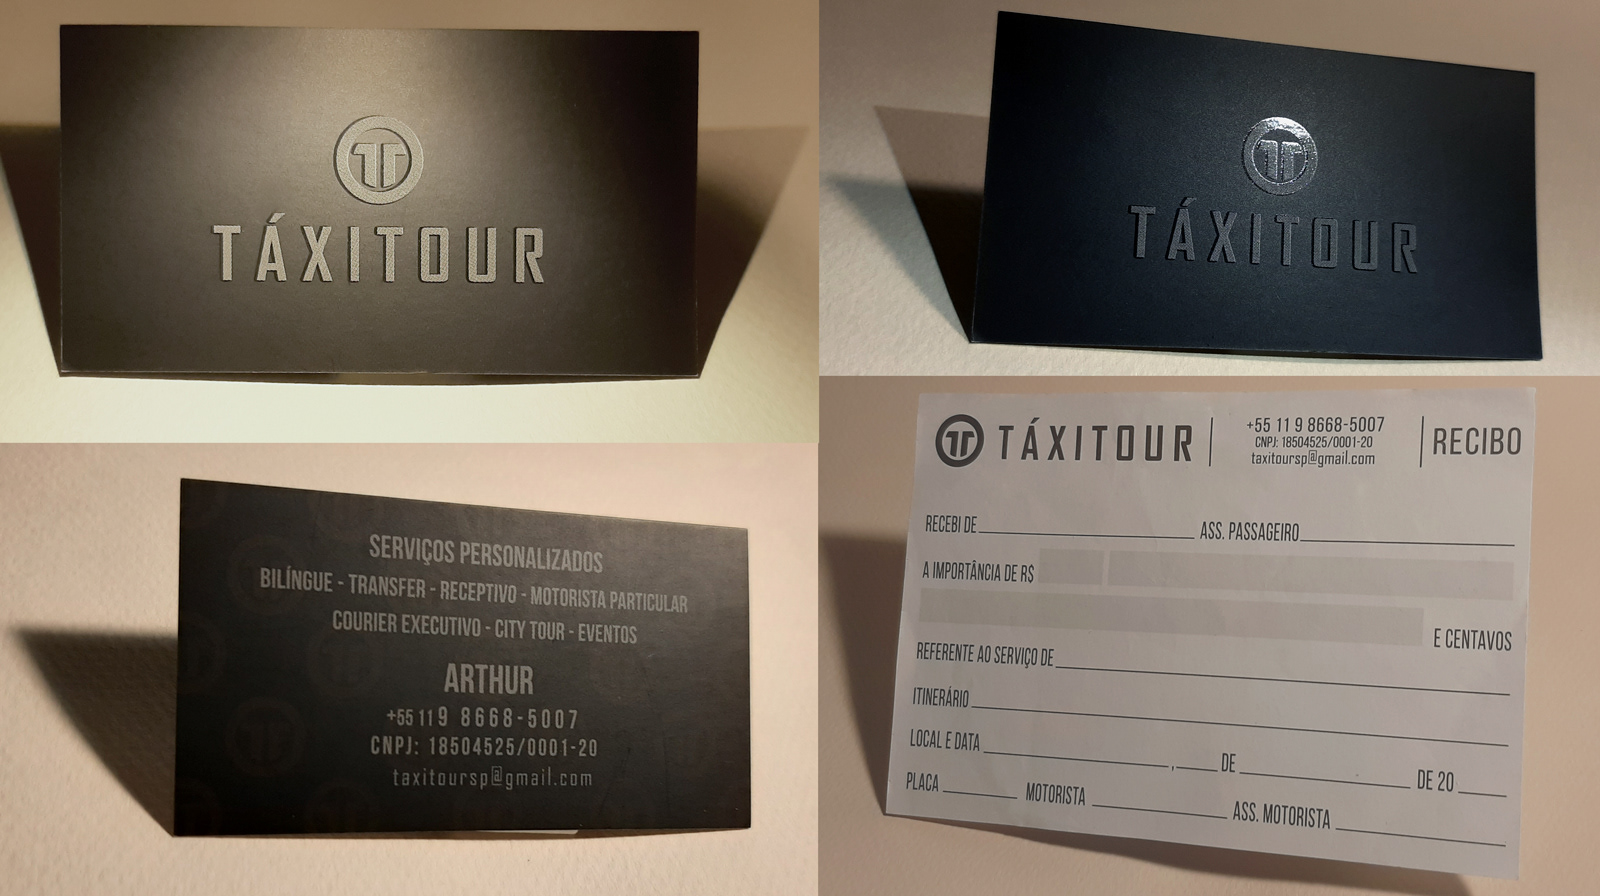 TÁXITOUR
TÁXITOUR
SERVIÇOS PERSONALIZADOS
BILÍNGUE - TRANSFER - RECEPTIVO - MOTORISTA PARTICULAR
COURIER EXECUTIVO - CITY TOUR - EVENTOS
ARTHUR
+55 11 9 8668-5007
CNPJ: 18504525/0001-20
taxitoursp@gmail.com
TÁXITOUR
+55 11 9 8668-5007
CNPJ: 18504525/0001-20
taxitoursp@gmail.com
RECIBO
RECEBI DE ASS. PASSAGEIRO
A IMPORTÂNCIA DE R$
E CENTAVOS
REFERENTE AO SERVIÇO DE
ITINERÁRIO
LOCAL E DATA , DE DE 20
PLACA MOTORISTA ASS. MOTORISTA